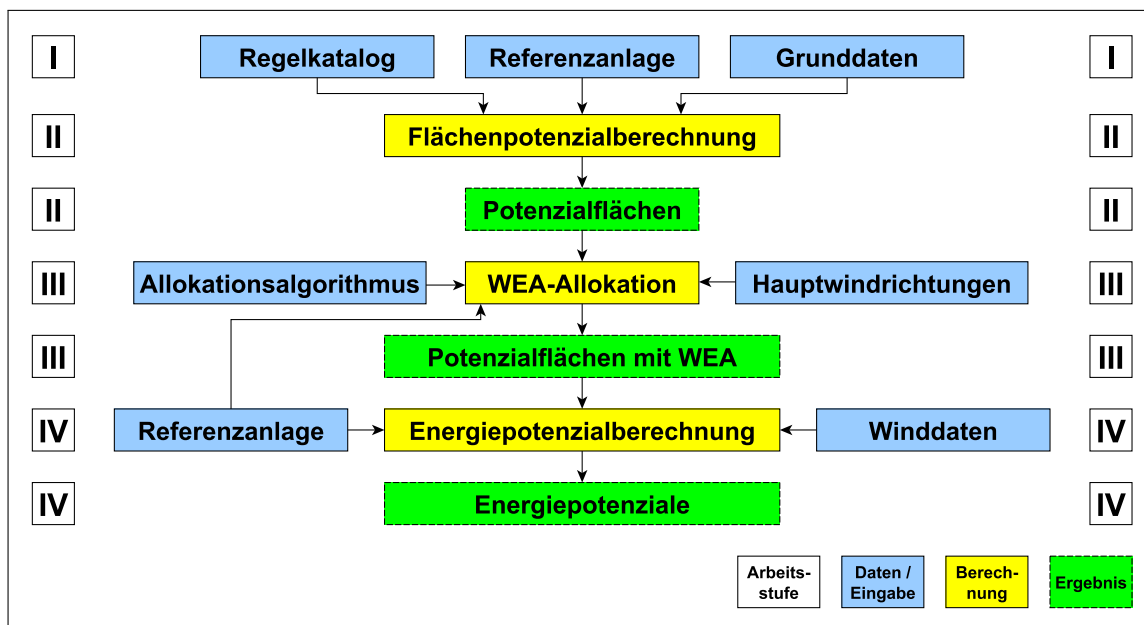 I Regelkatalog Referenzanlage Grunddaten I
II Flächenpotenzialberechnung II
II Potenzialflächen II
III Allokationsalgorithmus WEA-Allokation Hauptwindrichtungen III
III Potenzialflächen mit WEA III
IV Referenzanlage Energiepotenzialberechnung Winddaten IV
IV Energiepotenziale IV
Arbeits-
stufe
Daten /
Eingabe
Berech-
nung
Ergebnis